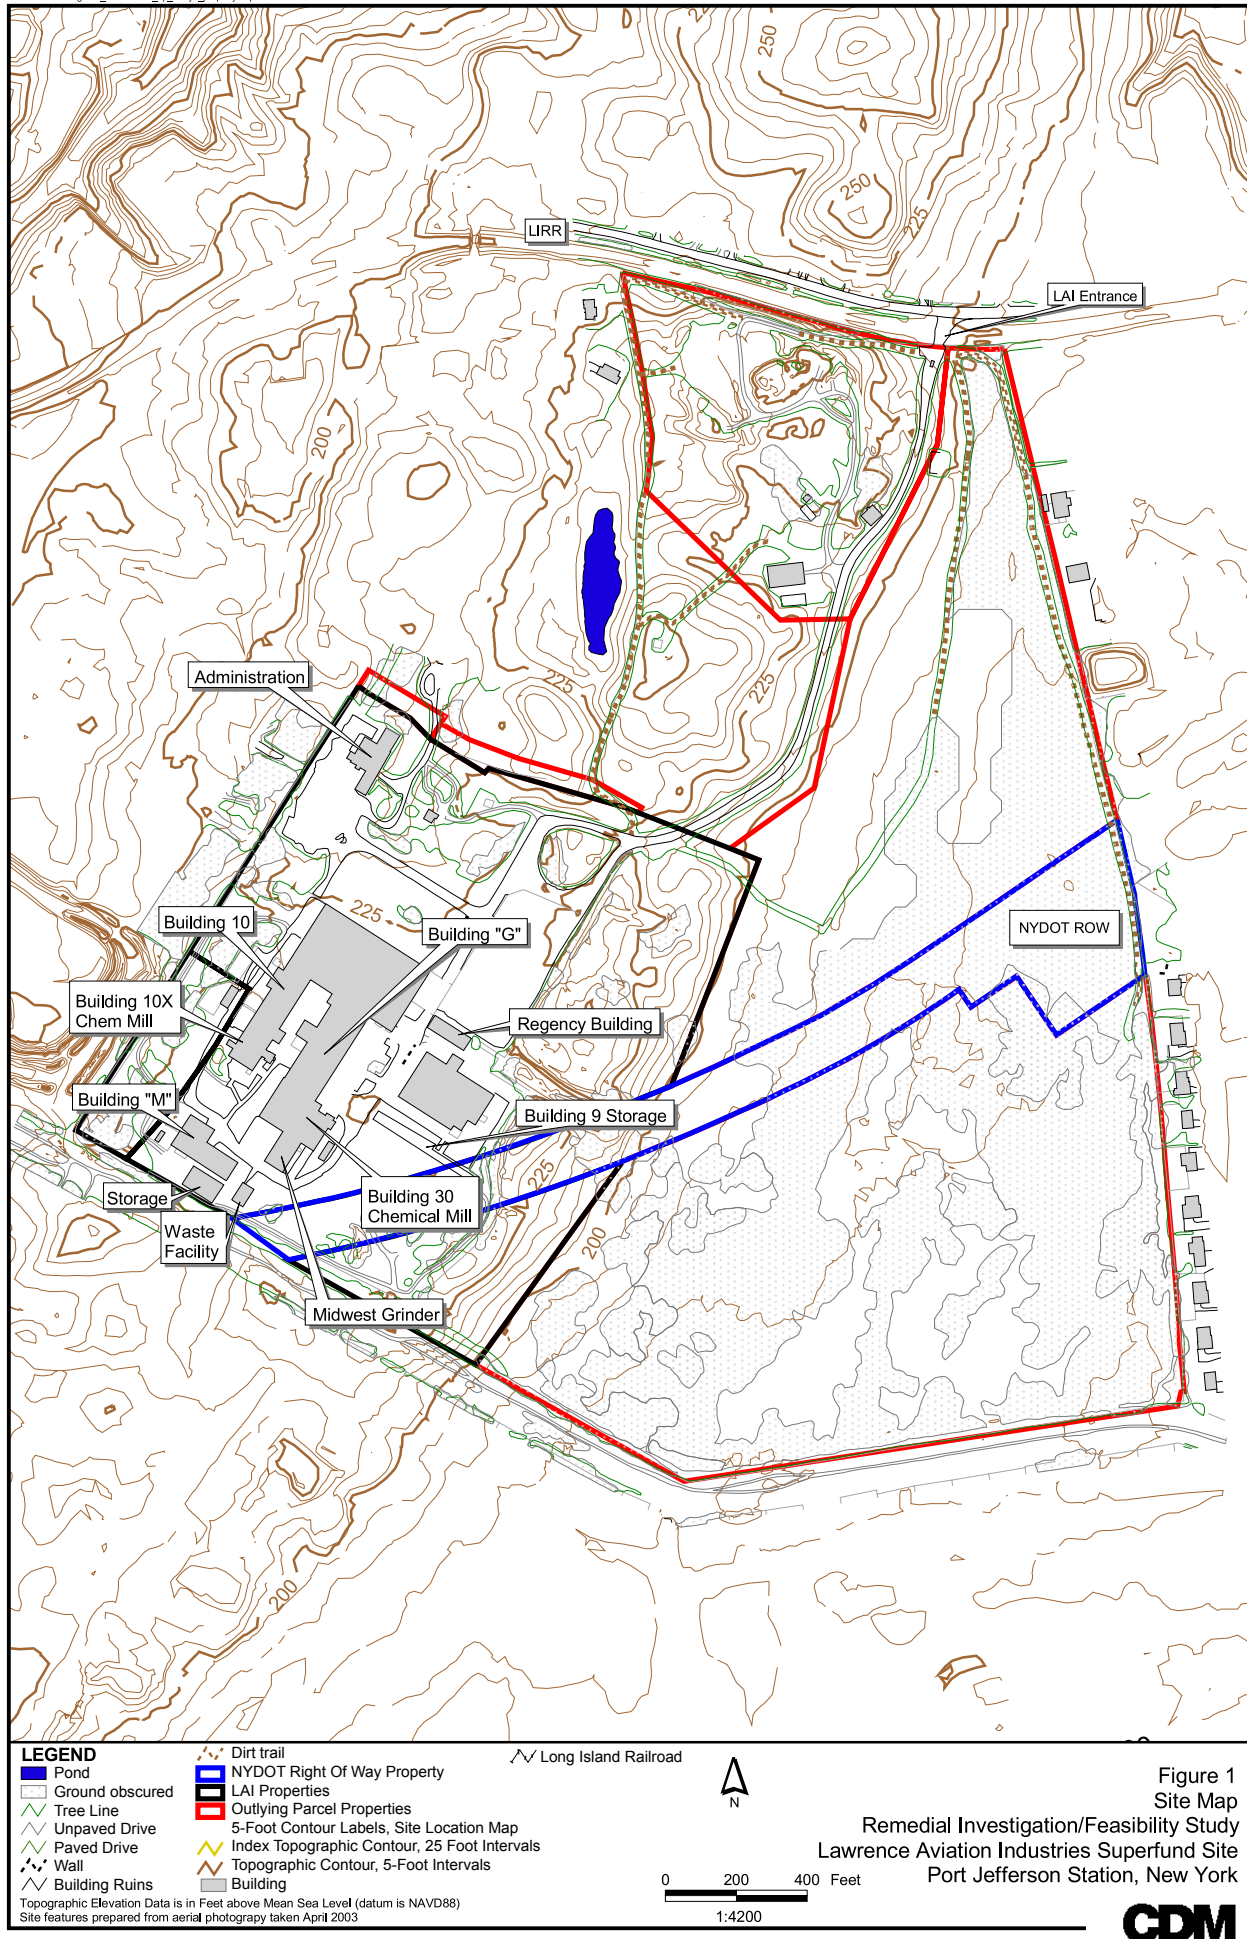 250
250
250
225
LIRR
LAI Entrance
200
225
225
Administration
225
Building 10
Building "G"
NYDOT ROW
Building 10X
Chem Mill
Regency Building
Building "M"
Building 9 Storage
225
Storage
Building 30
Chemical Mill
Waste
Facility
200
Midwest Grinder
200
LEGEND
Pond
Ground obscured
Tree Line
Unpaved Drive
Paved Drive
Wall
Building Ruins
Dirt trail
NYDOT Right Of Way Property
LAI Properties
Outlying Parcel Properties
5-Foot Contour Labels, Site Location Map
Index Topographic Contour, 25 Foot Intervals
Topographic Contour, 5-Foot Intervals
Building
Long Island Railroad
Topographic Elevation Data is in Feet above Mean Sea Level (datum is NAVD88)
Site features prepared from aerial photograpy taken April 2003
N
0 200 400 Feet
1:4200
Figure 1
Site Map
Remedial Investigation/Feasibility Study
Lawrence Aviation Industries Superfund Site
Port Jefferson Station, New York
CDM